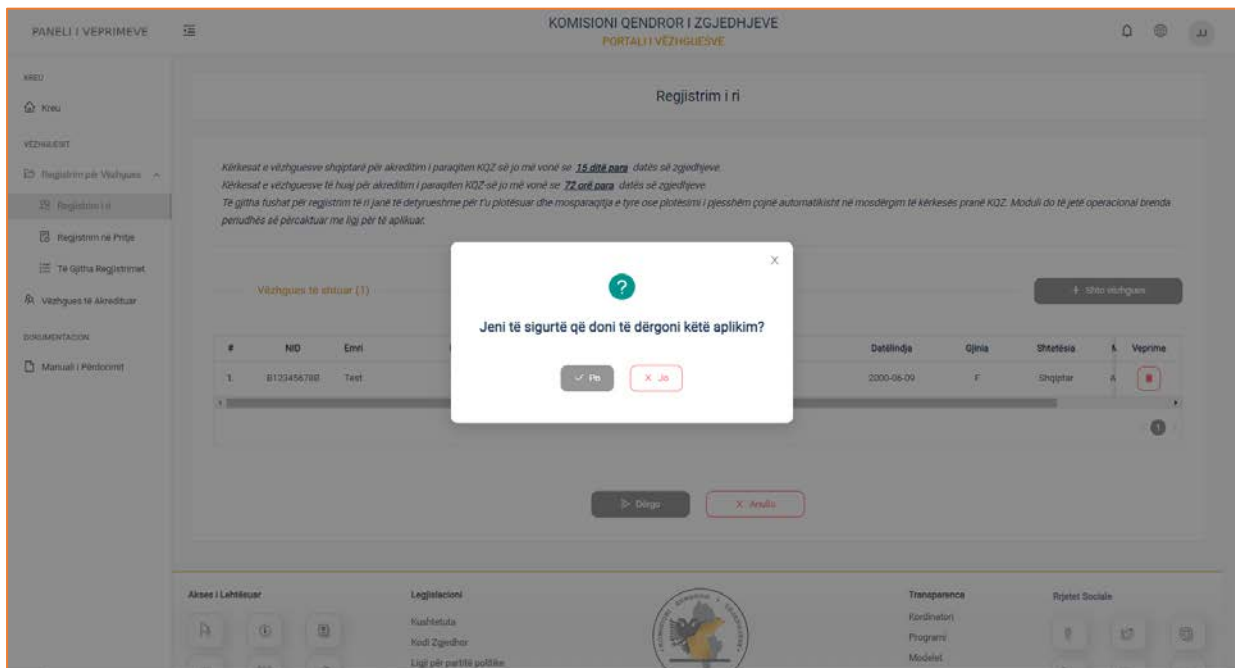 PANELI I VEPRIMEVE
KOMISIONI QENDROR I ZGJEDHJEVE
PORTALI I VËZHGUESVE
JJ
KREU
Kreu
VËZHGUESIT
Regjistrim për Vëzhgues
Regjistrim i ri
Regjistrim në Pritje
Të Gjitha Regjistrimet
Vëzhgues të Akredituar
DOKUMENTACION
Manuali i Përdorimit
Regjistrim i ri
Kërkesat e vëzhguesve shqiptarë për akreditim i paraqiten KQZ-së jo më vonë se 15 ditë para datës së zgjedhjeve.
Kërkesat e vëzhguesve të huaj për akreditim i paraqiten KQZ-së jo më vonë se 72 orë para datës së zgjedhjeve.
Të gjitha fushat për regjistrim të ri janë të detyrueshme për t'u plotësuar dhe mosparaqitja e tyre ose plotësimi i pjesshëm çojnë automatikisht në mosdërgim të kërkesës pranë KQZ. Moduli do të jetë operacional brenda
periudhës së përcaktuar me ligj për të aplikuar.
Vëzhgues të shtuar (1)
+ Shto vëzhgues
X
?
Jeni të sigurtë që doni të dërgoni këtë aplikim?
Po
X Jo
# NID Emri Datëlindja Gjinia Shtetësia Veprime
1. Test 2000-06-09 F Shqiptar A
1
Dërgo
X Anullo
Akses i Lehtësuar
Legjislacioni
Kushtetuta
Kodi Zgjedhor
Ligji për partitë politike
Transparenca
Kordinatori
Programi
Modelet
Rrjetet Sociale